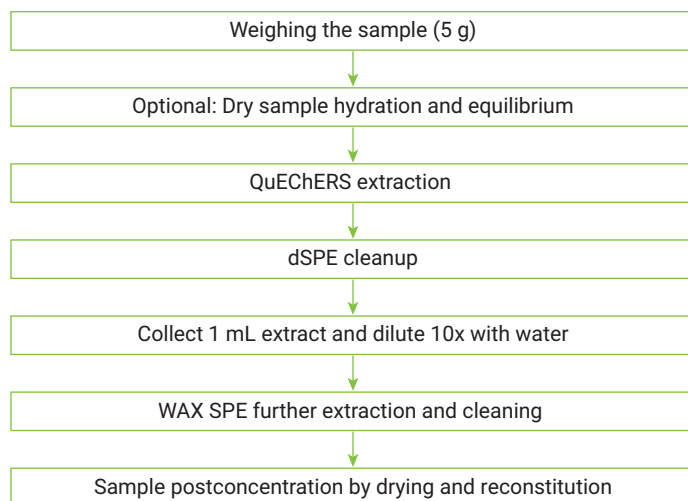 Weighing the sample (5 g)
Optional: Dry sample hydration and equilibrium
QuEChERS extraction
dSPE cleanup
Collect 1 mL extract and dilute 10x with water
WAX SPE further extraction and cleaning
Sample postconcentration by drying and reconstitution